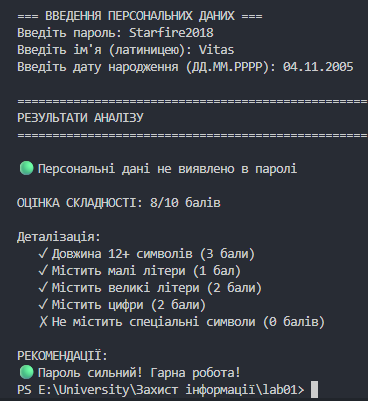 === ВВЕДЕННЯ ПЕРСОНАЛЬНИХ ДАНИХ ===
Введіть пароль: Starfire2018
Введіть ім'я (латиницею): Vitas
Введіть дату народження (ДД.ММ.РРРР): 04.11.2005
==================================================
РЕЗУЛЬТАТИ АНАЛІЗУ
==================================================
🟢 Персональні дані не виявлено в паролі
ОЦІНКА СКЛАДНОСТІ: 8/10 балів
Деталізація:
✓ Довжина 12+ символів (3 бали)
✓ Містить малі літери (1 бал)
✓ Містить великі літери (2 бали)
✓ Містить цифри (2 бали)
✗ Не містить спеціальні символи (0 балів)
РЕКОМЕНДАЦІЇ:
🟢 Пароль сильний! Гарна робота!
PS E:\University\Захист інформації\lab01>